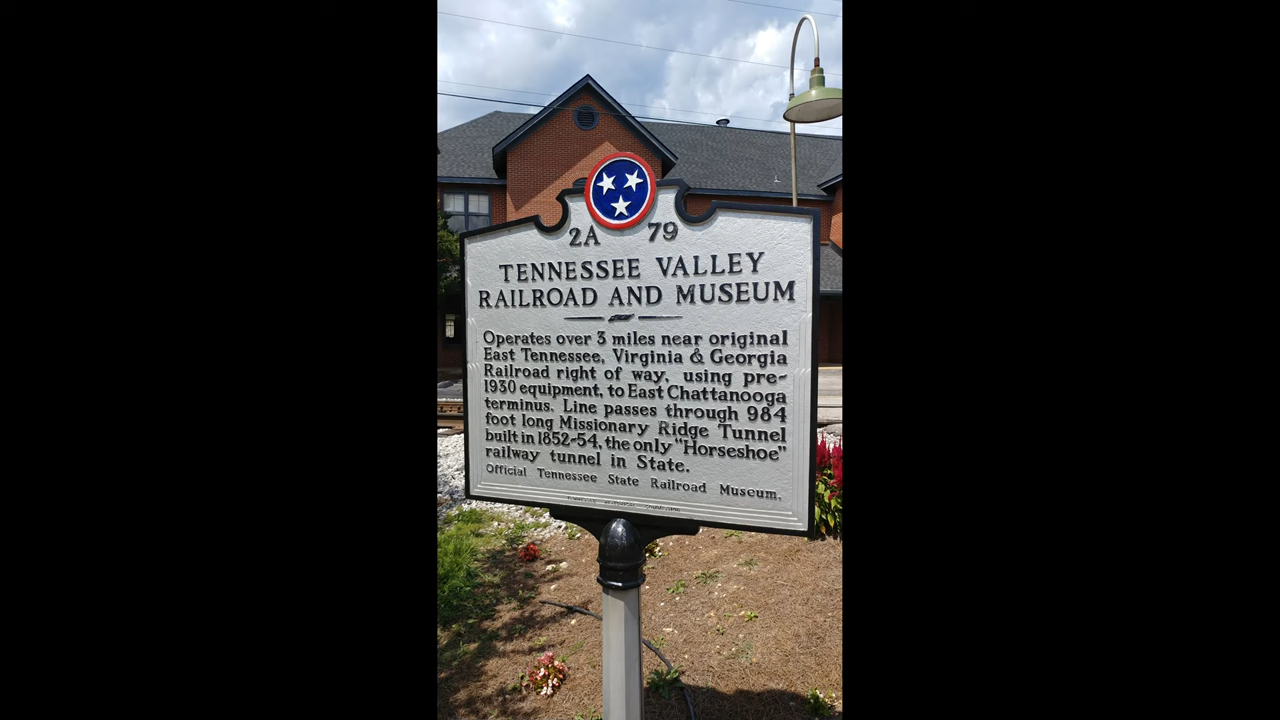 2A 79
TENNESSEE VALLEY
RAILROAD AND MUSEUM
Operates over 3 miles near original
East Tennessee, Virginia & Georgia
Railroad right of way, using pre-
1930 equipment, to East Chattanooga
terminus. Line passes through 984
foot long Missionary Ridge Tunnel
built in 1852-54, the only "Horseshoe"
railway tunnel in State.
Official Tennessee State Railroad Museum.